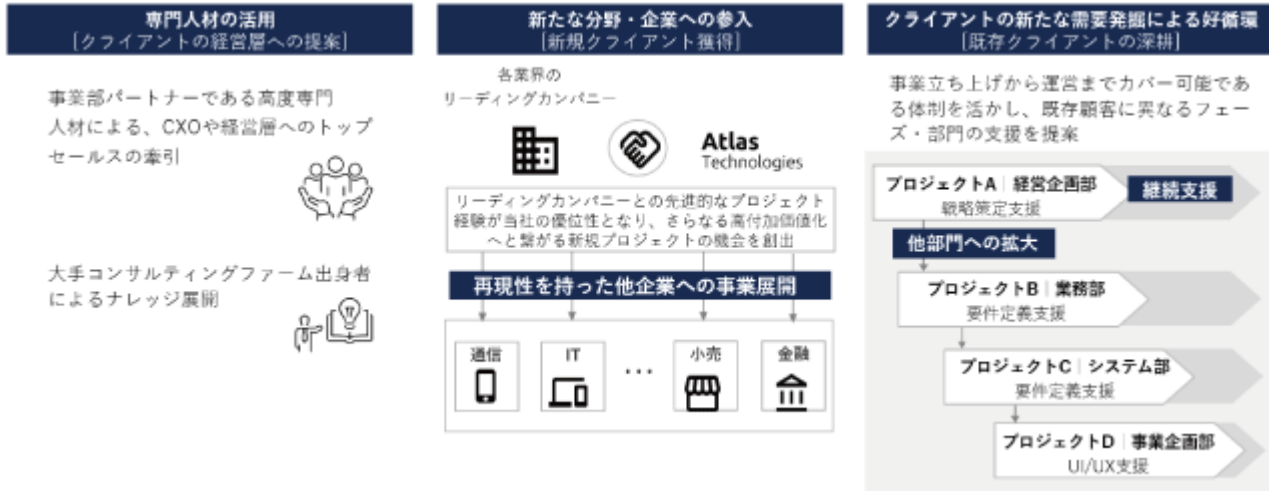 専門人材の活用
[クライアントの経営層への提案]
事業部パートナーである高度専門
人材による、CXOや経営層へのトップ
セールスの牽引
大手コンサルティングファーム出身者
によるナレッジ展開
新たな分野・企業への参入
[新規クライアント獲得]
各業界の
リーディングカンパニー
Atlas
Technologies
リーディングカンパニーとの先進的なプロジェクト
経験が当社の優位性となり、さらなる高付加価値化
へと繋がる新規プロジェクトの機会を創出
再現性を持った他企業への事業展開
通信
IT
…
小売
金融
クライアントの新たな需要発掘による好循環
[既存クライアントの深耕]
事業立ち上げから運営までカバー可能であ
る体制を活かし、既存顧客に異なるフェー
ズ・部門の支援を提案
プロジェクトA｜経営企画部
戦略策定支援
継続支援
他部門への拡大
プロジェクトB｜業務部
要件定義支援
プロジェクトC｜システム部
要件定義支援
プロジェクトD｜事業企画部
UI/UX支援